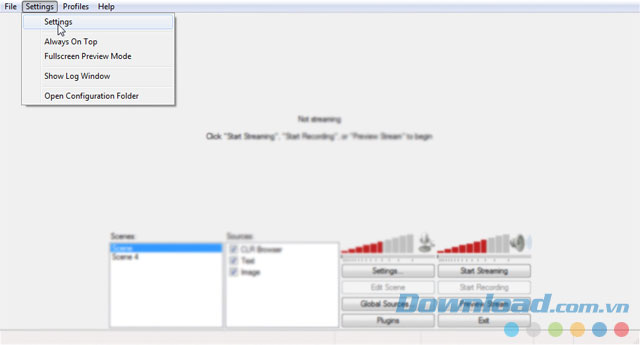 File Settings Profiles Help
Settings
Always On Top
Fullscreen Preview Mode
Show Log Window
Open Configuration Folder
Not streaming
Click "Start Streaming", "Start Recording", or "Preview Stream" to begin
Scenes: Sources:
Scene
Scene 4
CLR Browser
Text
Image
Settings... Start Streaming
Edit Scene Start Recording
Global Sources... Preview Stream
Plugins Exit
Download.com.vn